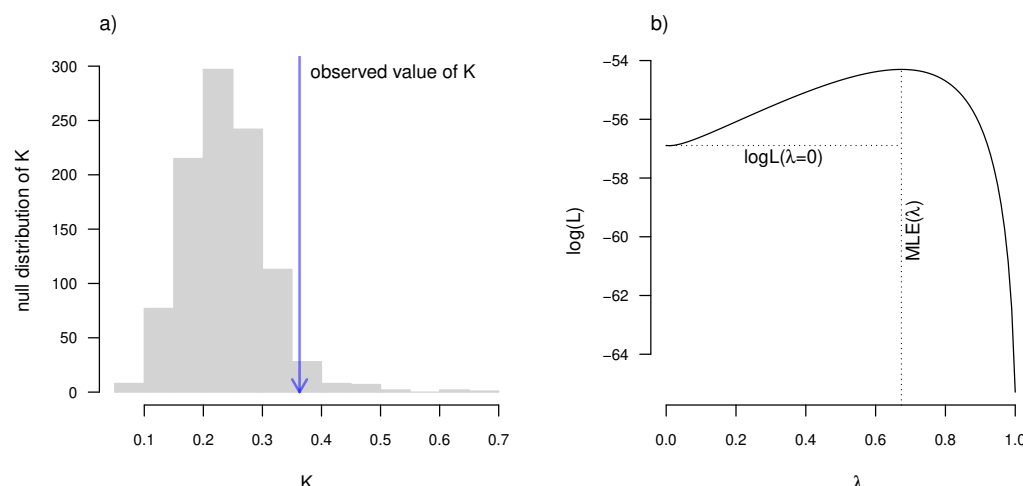 a)
null distribution of K
300
250
200
150
100
50
0
observed value of K
0.1 0.2 0.3 0.4 0.5 0.6 0.7
K
b)
log(L)
−54
−56
−58
−60
−62
−64
logL(λ=0)
MLE(λ)
0.0 0.2 0.4 0.6 0.8 1.0
λ